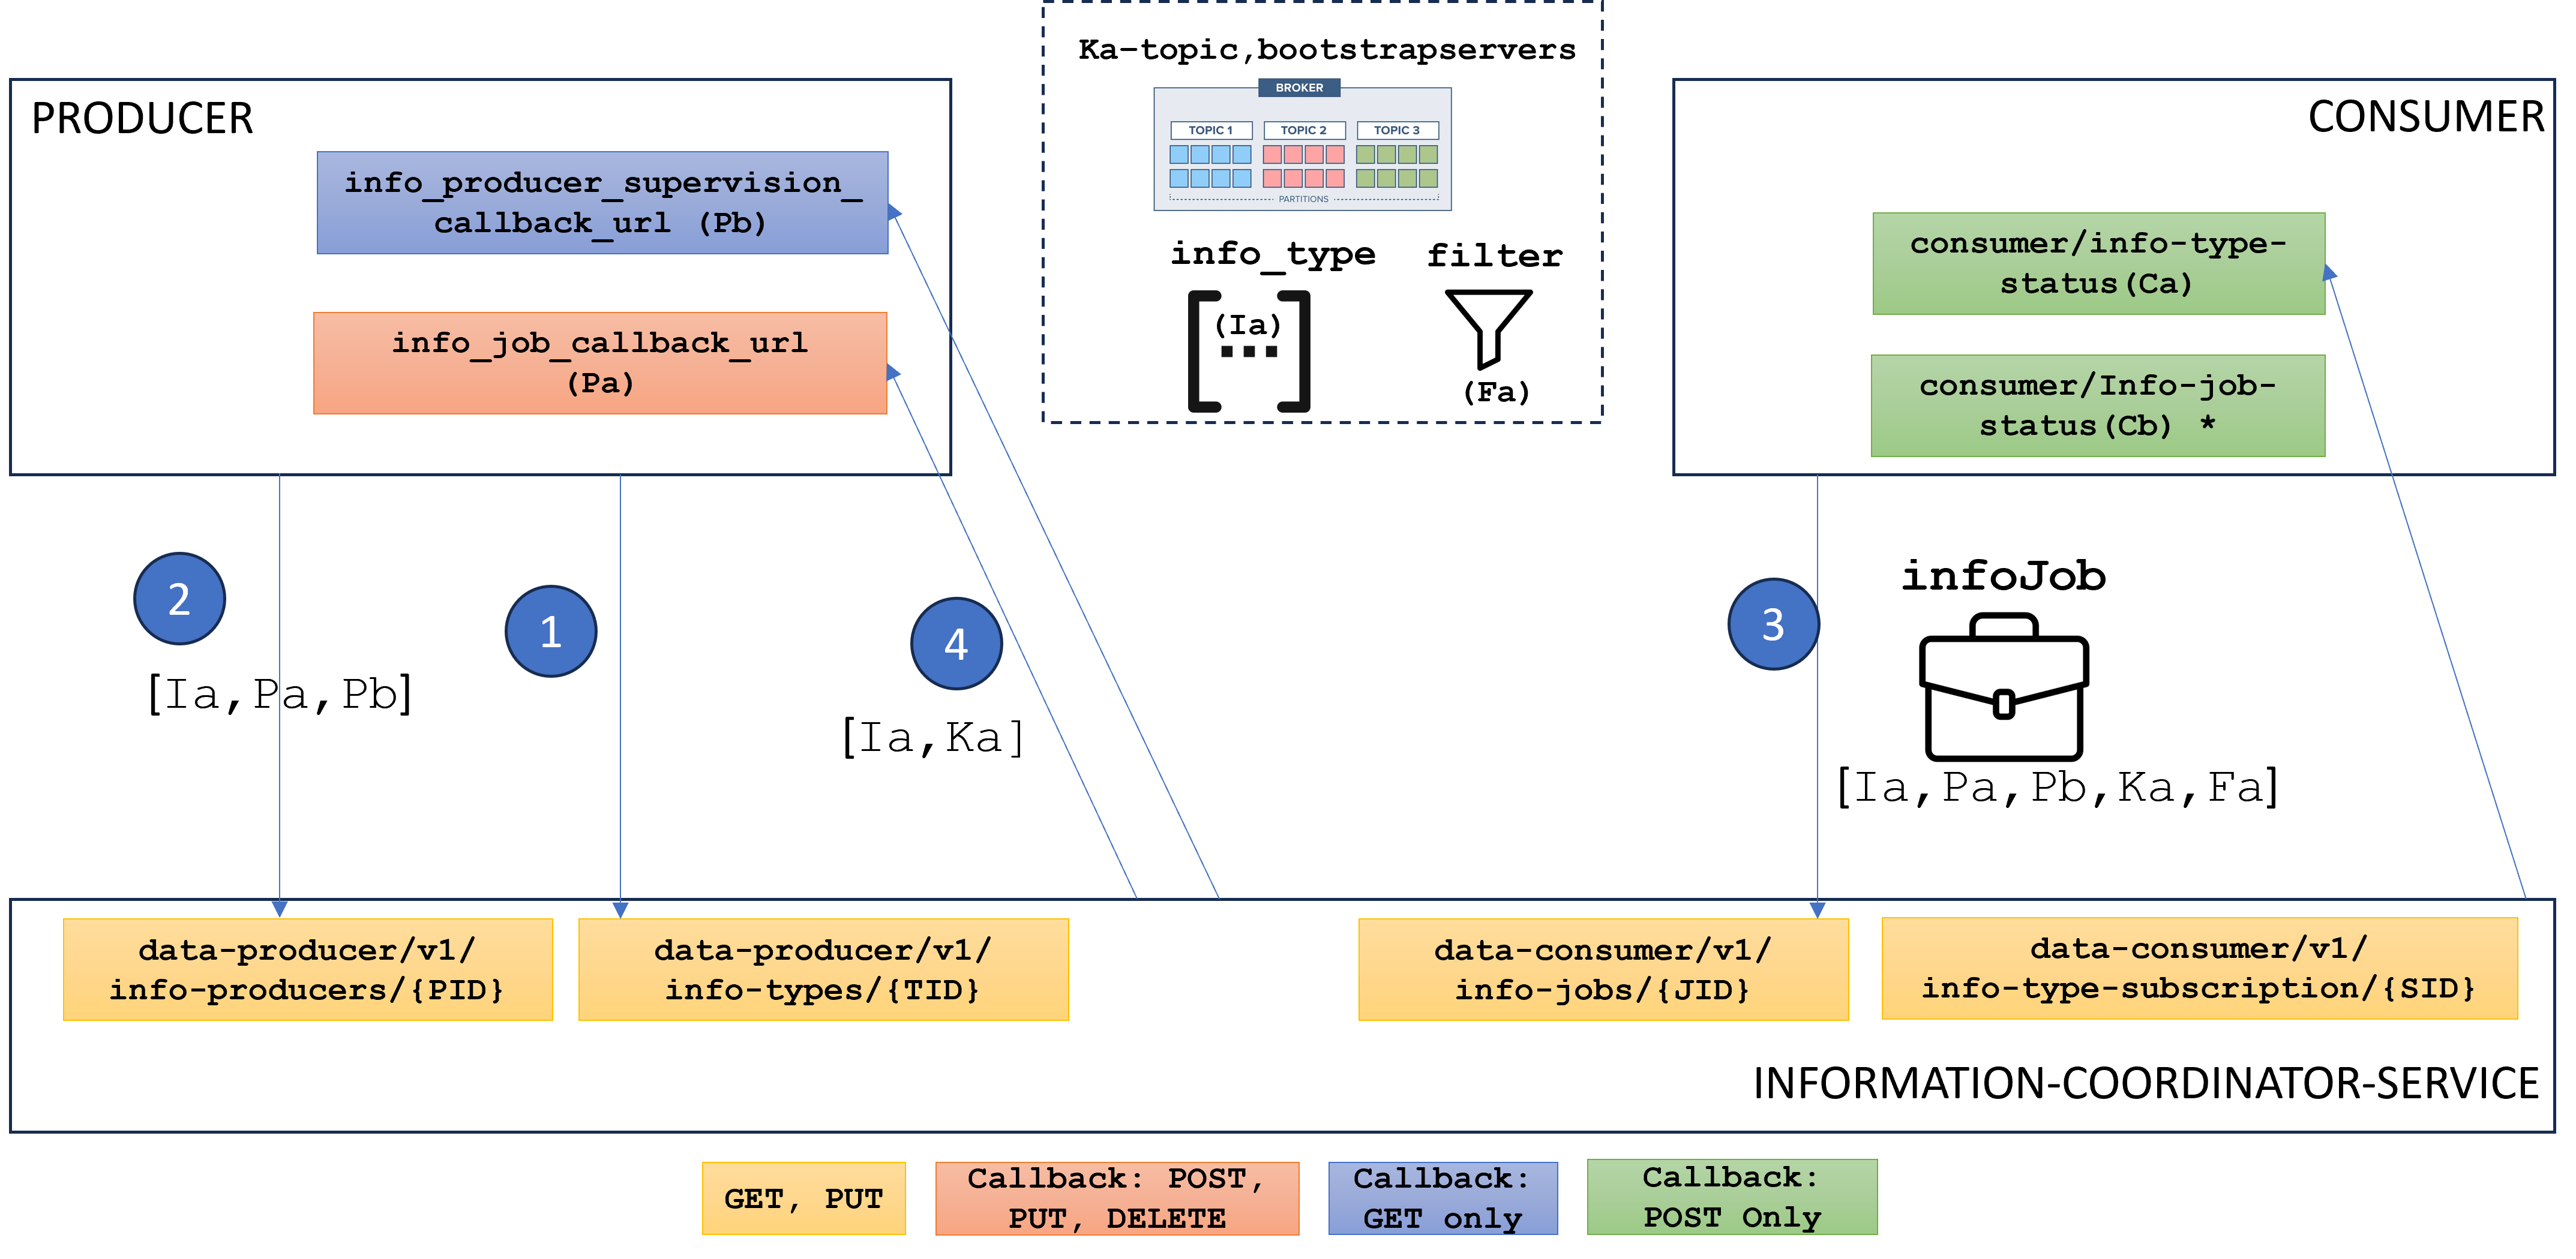 Ka-topic,bootstrapservers
BROKER
TOPIC 1
TOPIC 2
TOPIC 3
PARTITIONS
info_type
(Ia)
filter
(Fa)
PRODUCER
info_producer_supervision_
callback_url (Pb)
info_job_callback_url
(Pa)
CONSUMER
consumer/info-type-
status(Ca)
consumer/Info-job-
status(Cb) *
2
[Ia,Pa,Pb]
1
4
[Ia,Ka]
3
infoJob
[Ia,Pa,Pb,Ka,Fa]
data-producer/v1/
info-producers/{PID}
data-producer/v1/
info-types/{TID}
data-consumer/v1/
info-jobs/{JID}
data-consumer/v1/
info-type-subscription/{SID}
INFORMATION-COORDINATOR-SERVICE
GET, PUT
Callback: POST,
PUT, DELETE
Callback:
GET only
Callback:
POST Only